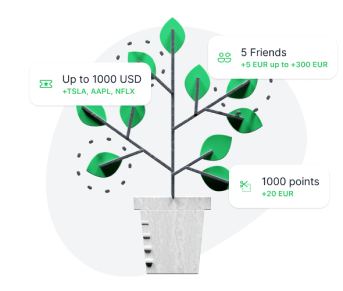 5 Friends
+5 EUR up to +300 EUR
Up to 1000 USD
+TSLA, AAPL, NFLX
1000 points
+20 EUR